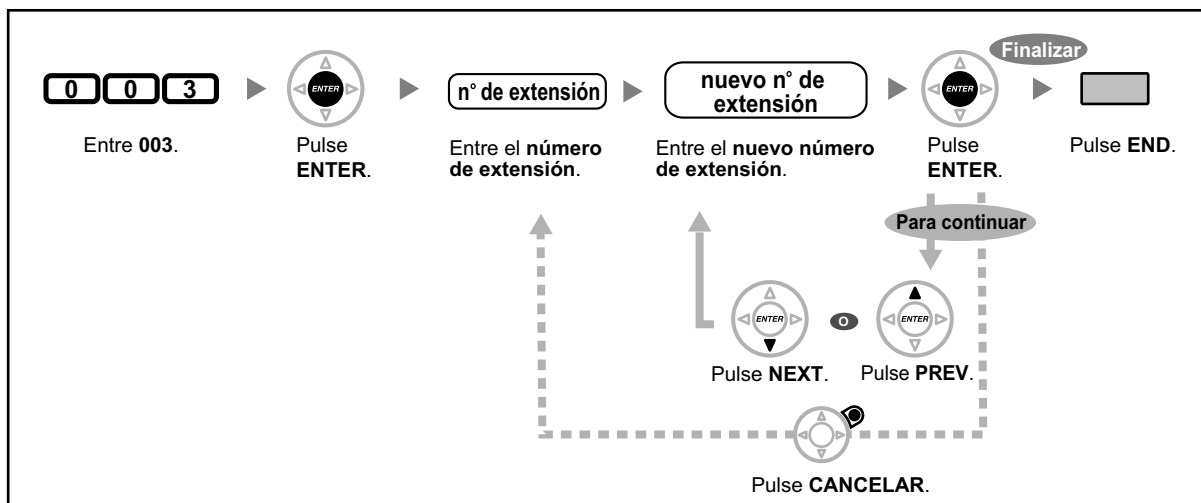 Finalizar
0 0 3
ENTER
n° de extensión
nuevo n° de
extensión
ENTER
Entre 003.
Pulse
ENTER.
Entre el número
de extensión.
Entre el nuevo número
de extensión.
Pulse
ENTER.
Pulse END.
Para continuar
ENTER
O
ENTER
Pulse NEXT.
Pulse PREV.
Pulse CANCELAR.